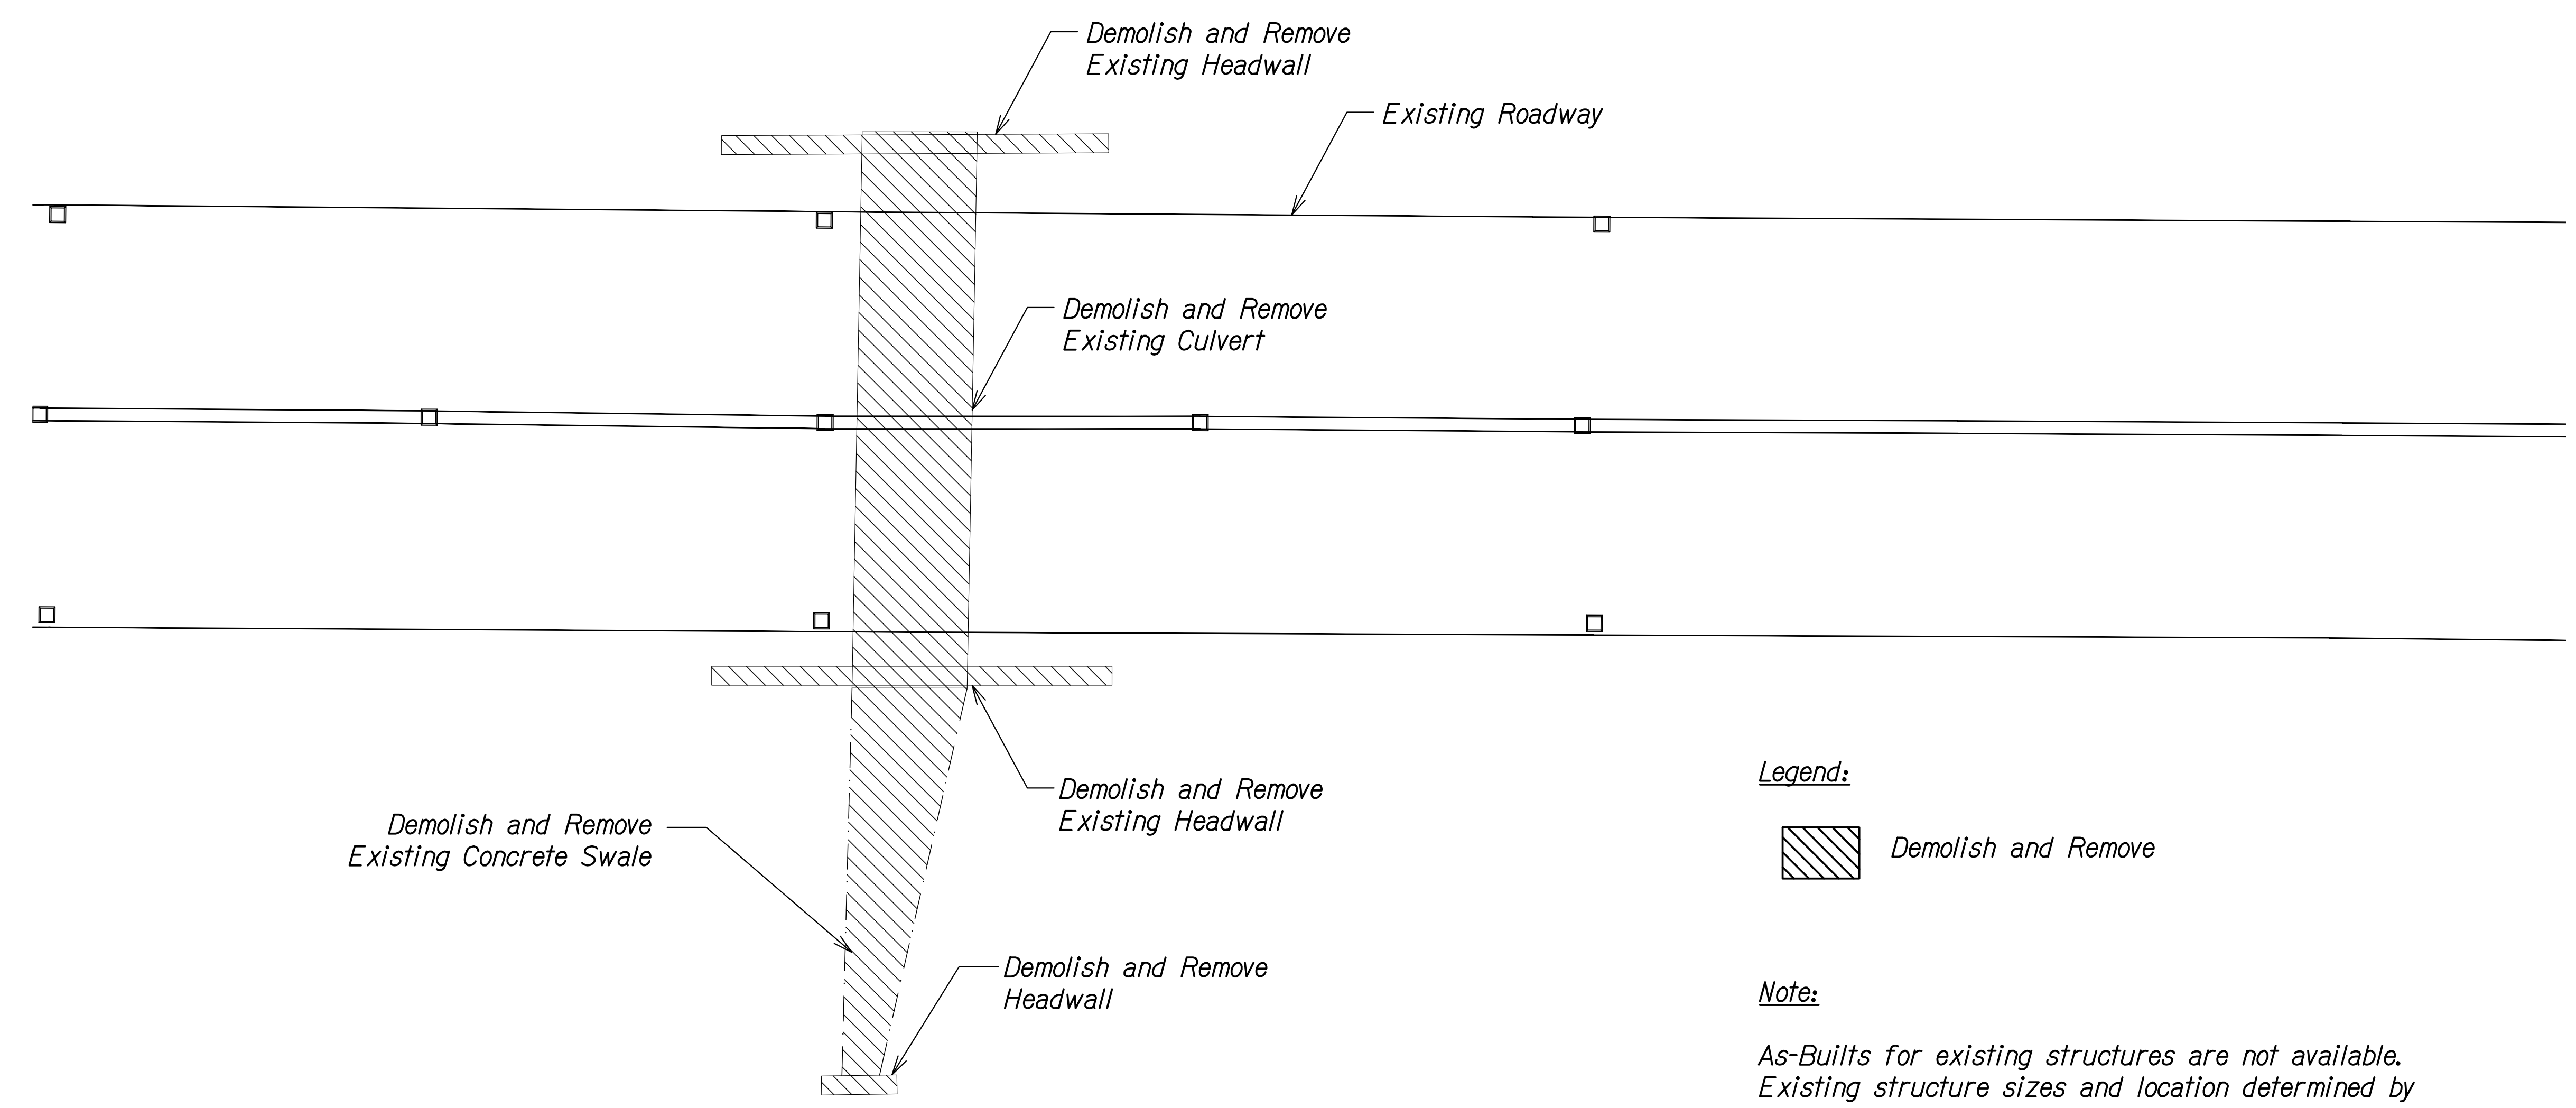 Demolish and Remove
Existing Headwall
Existing Roadway
Demolish and Remove
Existing Culvert
Demolish and Remove
Existing Headwall
Demolish and Remove
Existing Concrete Swale
Demolish and Remove
Headwall
Legend:
Demolish and Remove
Note:
As-Builts for existing structures are not available.
Existing structure sizes and location determined by